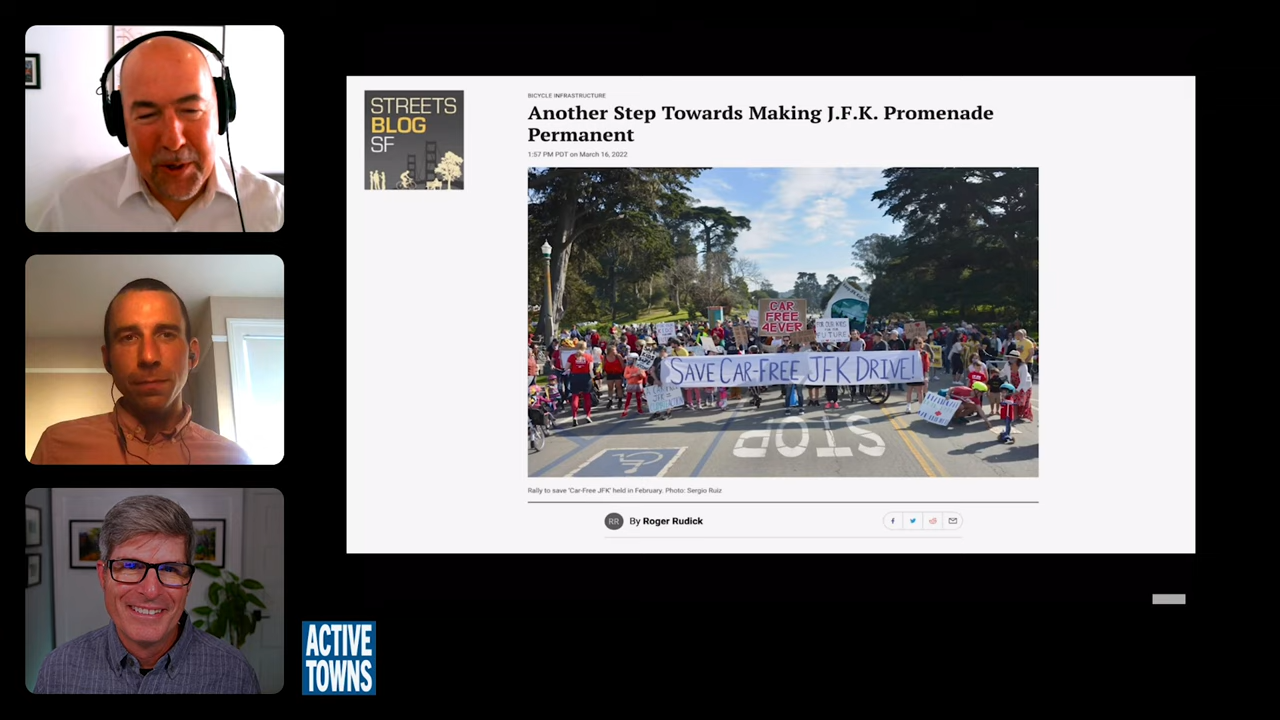 STREETS
BLOG
SF
BICYCLE INFRASTRUCTURE
Another Step Towards Making J.F.K. Promenade
Permanent
1:57 PM PDT on March 16, 2022
CAR
FREE
4EVER
FUTURE
SAVE CAR-FREE JFK DRIVE!
STOP
Rally to save 'Car-Free JFK' held in February. Photo: Sergio Ruiz
RR
By Roger Rudick
f
ACTIVE
TOWNS